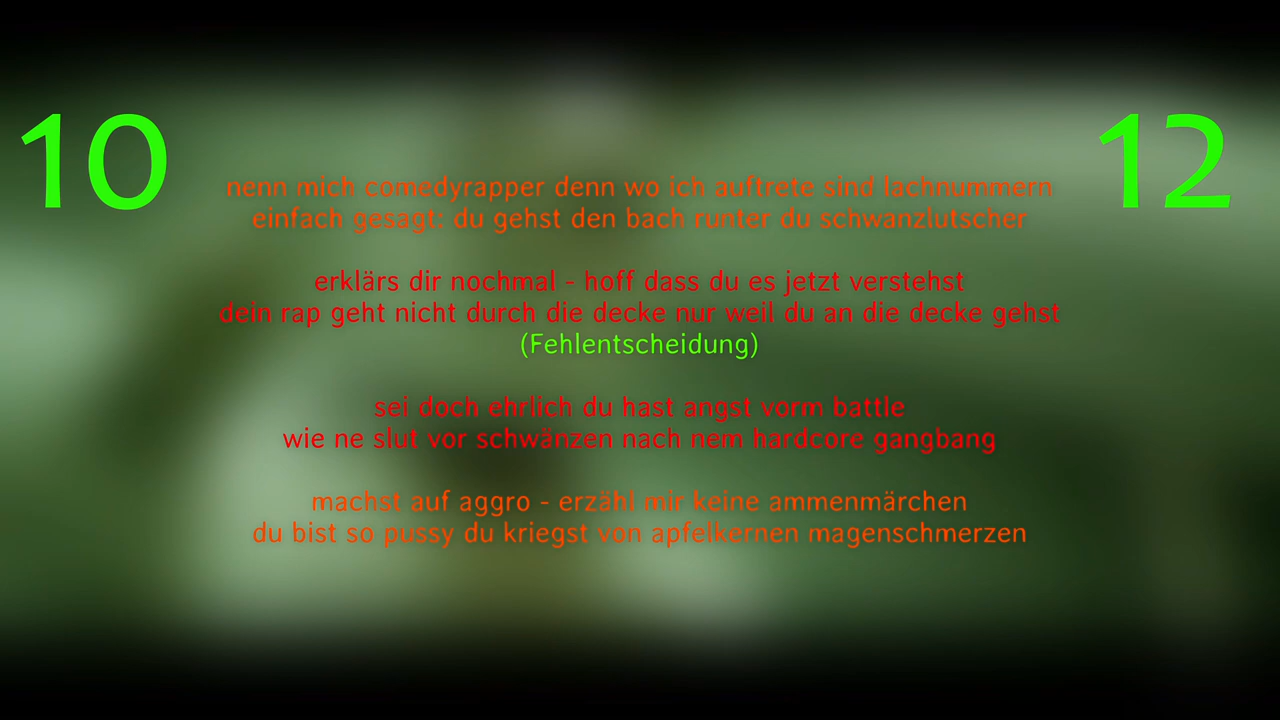 10
12
nenn mich comedyrapper denn wo ich auftrete sind lachnummern
einfach gesagt: du gehst den bach runter du schwanzlutscher
erklärs dir nochmal - hoff dass du es jetzt verstehst
dein rap geht nicht durch die decke nur weil du an die decke gehst
(Fehlentscheidung)
sei doch ehrlich du hast angst vorm battle
wie ne slut vor schwänzen nach nem hardcore gangbang
machst auf aggro - erzähl mir keine ammenmärchen
du bist so pussy du kriegst von apfelkernen magenschmerzen